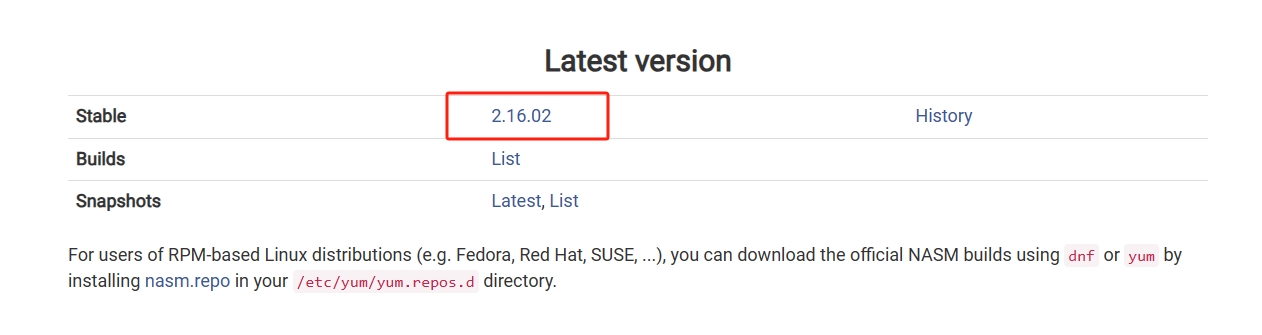 Latest version
Stable 2.16.02 History
Builds List
Snapshots Latest, List
For users of RPM-based Linux distributions (e.g. Fedora, Red Hat, SUSE, ...), you can download the official NASM builds using dnf or yum by
installing nasm.repo in your /etc/yum/yum.repos.d directory.